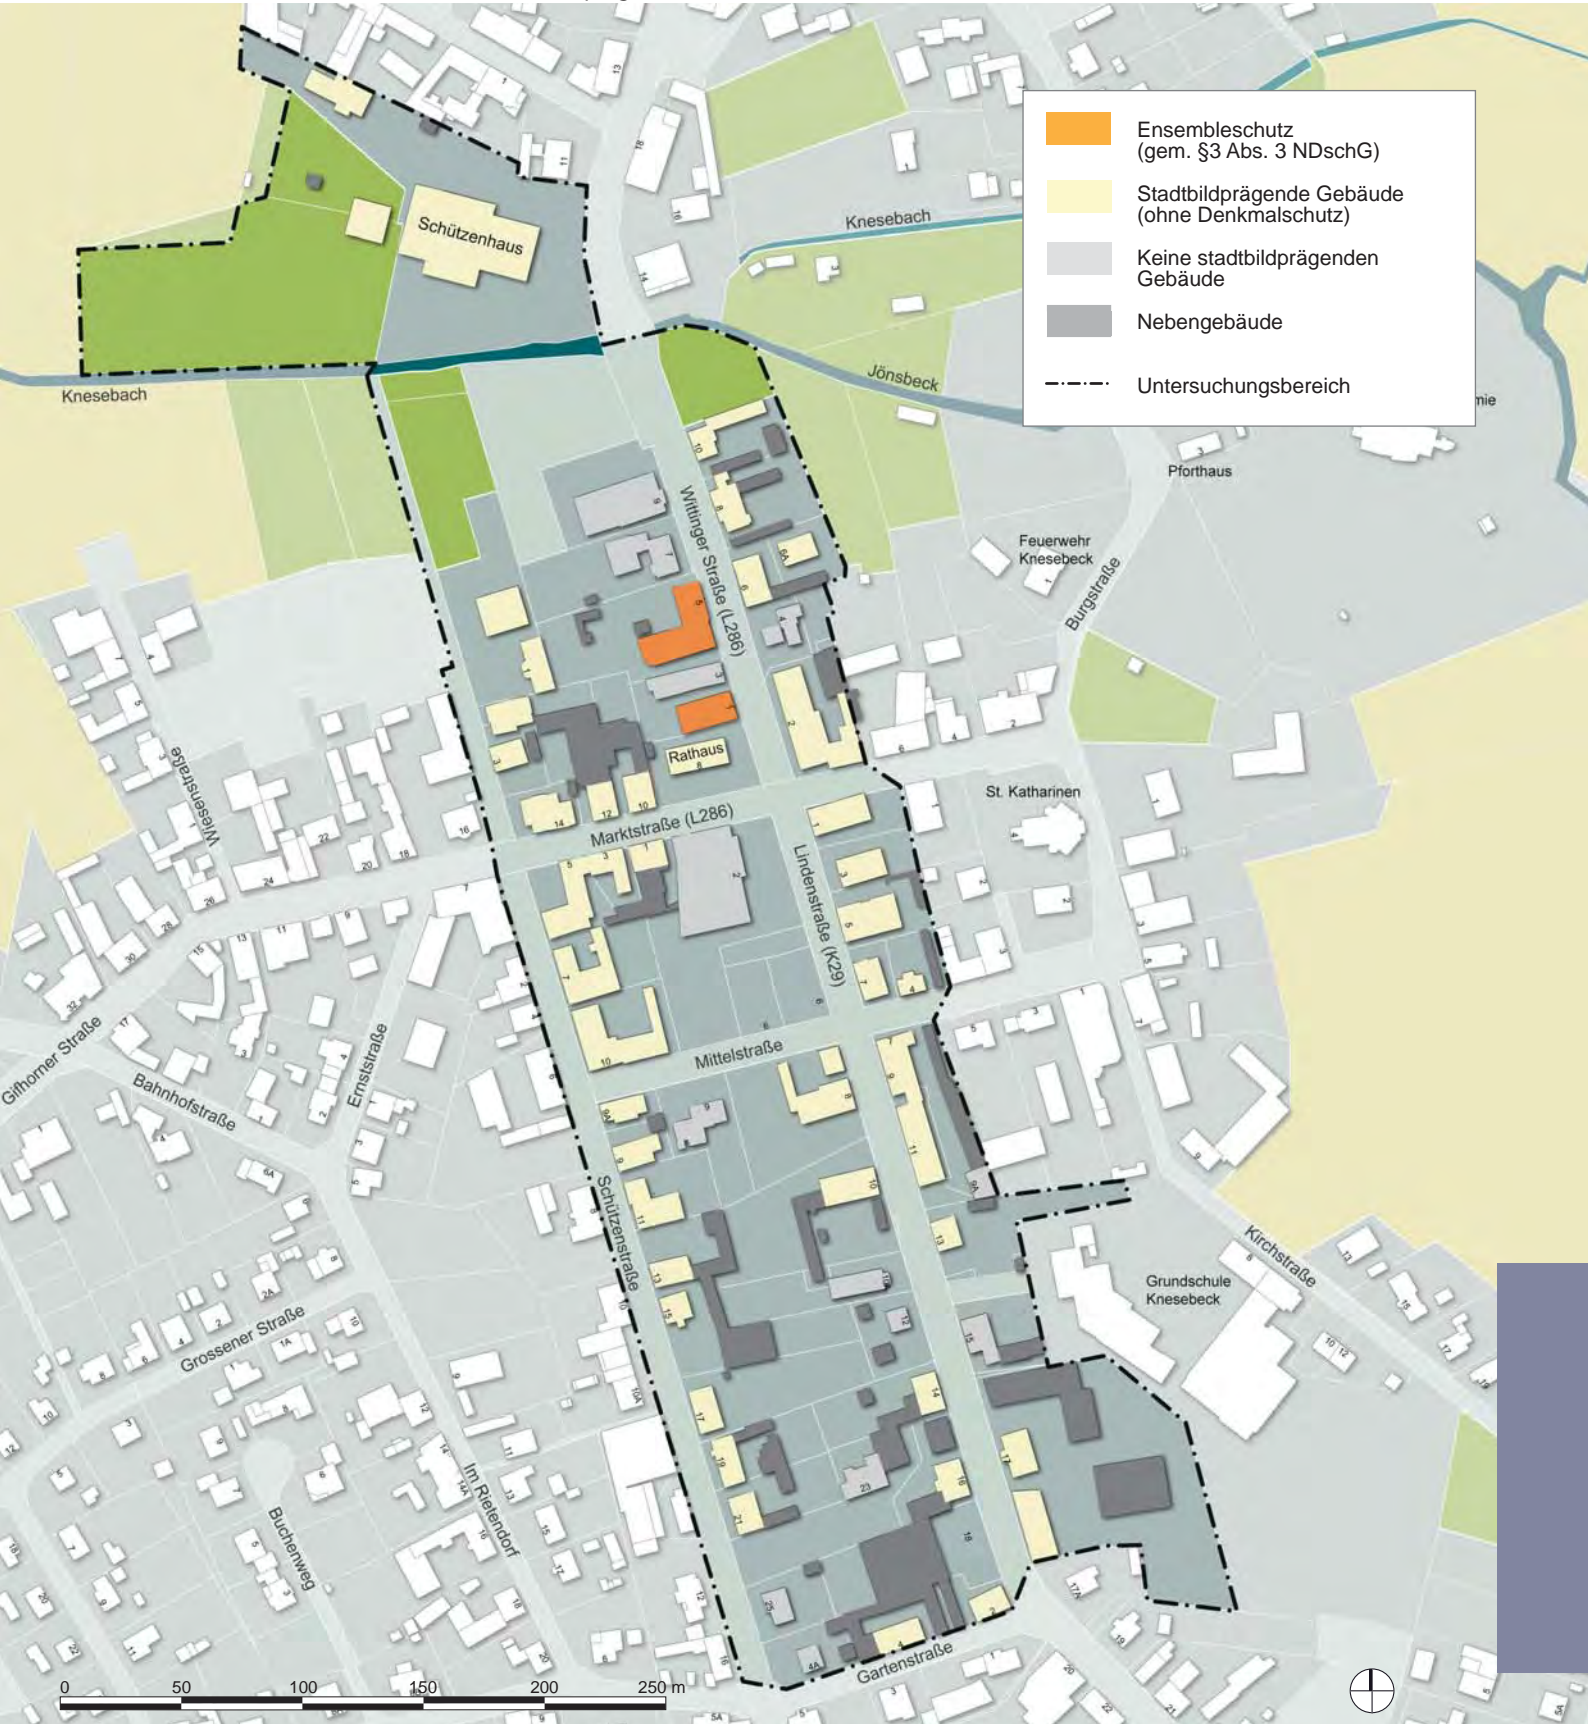 Ensembleschutz
(gem. §3 Abs. 3 NDschG)
Stadtbildprägende Gebäude
(ohne Denkmalschutz)
Keine stadtbildprägenden
Gebäude
Nebengebäude
Untersuchungsbereich
Schützenhaus
Knesebach
Knesebach
Jönsbeck
mie
Pforthaus
Feuerwehr
Knesebeck
Burgstraße
Wittinger Straße (L286)
Rathaus
Marktstraße (L286)
St. Katharinen
Lindenstraße (K29)
Wiesenstraße
Gifhorner Straße
Bahnhofstraße
Ernststraße
Mittelstraße
Schützenstraße
Kirchstraße
Grundschule
Knesebeck
Grossener Straße
Im Rietendorf
Buchenweg
Gartenstraße
0 50 100 150 200 250 m